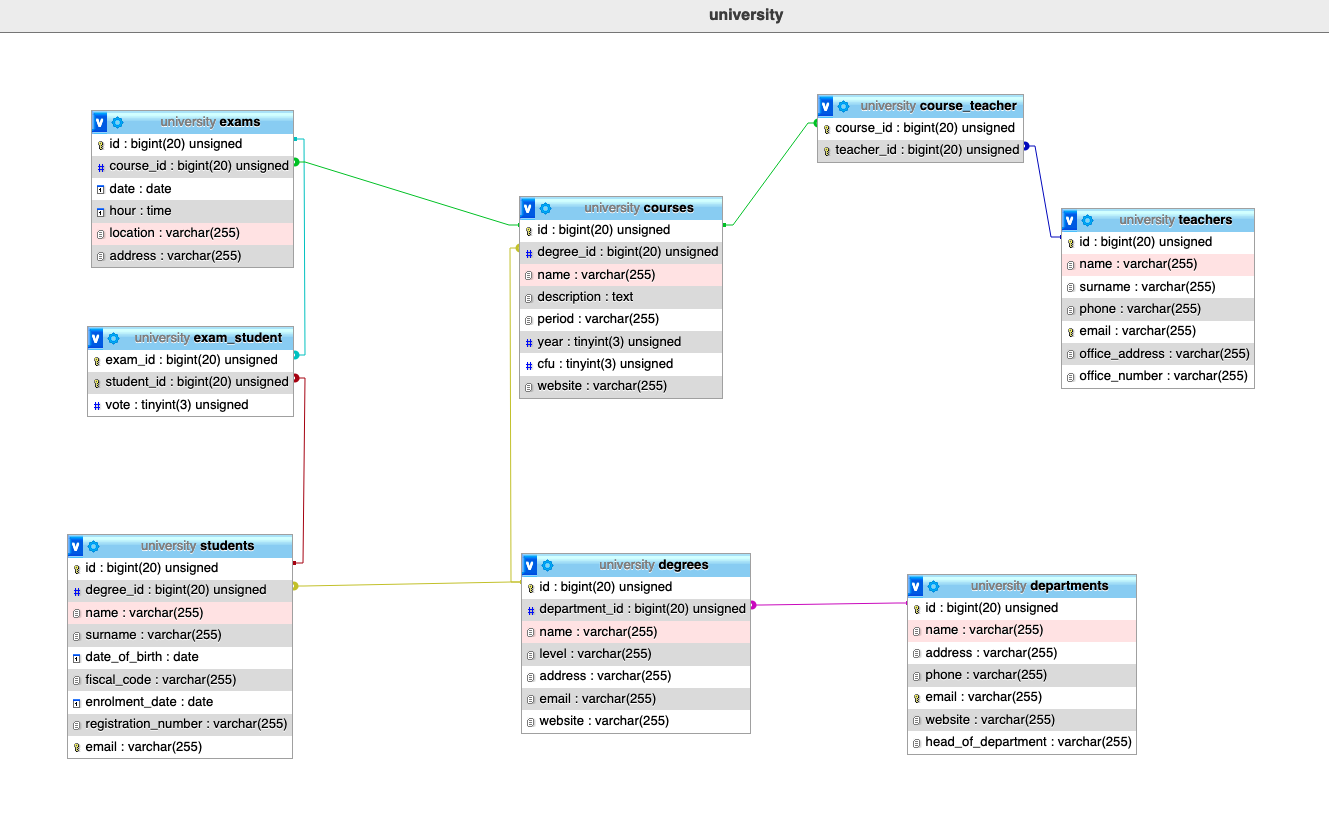 university
university exams
id : bigint(20) unsigned
course_id : bigint(20) unsigned
date : date
hour : time
location : varchar(255)
address : varchar(255)
university course_teacher
course_id : bigint(20) unsigned
teacher_id : bigint(20) unsigned
university courses
id : bigint(20) unsigned
degree_id : bigint(20) unsigned
name : varchar(255)
description : text
period : varchar(255)
year : tinyint(3) unsigned
cfu : tinyint(3) unsigned
website : varchar(255)
university teachers
id : bigint(20) unsigned
name : varchar(255)
surname : varchar(255)
phone : varchar(255)
email : varchar(255)
office_address : varchar(255)
office_number : varchar(255)
university exam_student
exam_id : bigint(20) unsigned
student_id : bigint(20) unsigned
vote : tinyint(3) unsigned
university students
id : bigint(20) unsigned
degree_id : bigint(20) unsigned
name : varchar(255)
surname : varchar(255)
date_of_birth : date
fiscal_code : varchar(255)
enrolment_date : date
registration_number : varchar(255)
email : varchar(255)
university degrees
id : bigint(20) unsigned
department_id : bigint(20) unsigned
name : varchar(255)
level : varchar(255)
address : varchar(255)
email : varchar(255)
website : varchar(255)
university departments
id : bigint(20) unsigned
name : varchar(255)
address : varchar(255)
phone : varchar(255)
email : varchar(255)
website : varchar(255)
head_of_department : varchar(255)